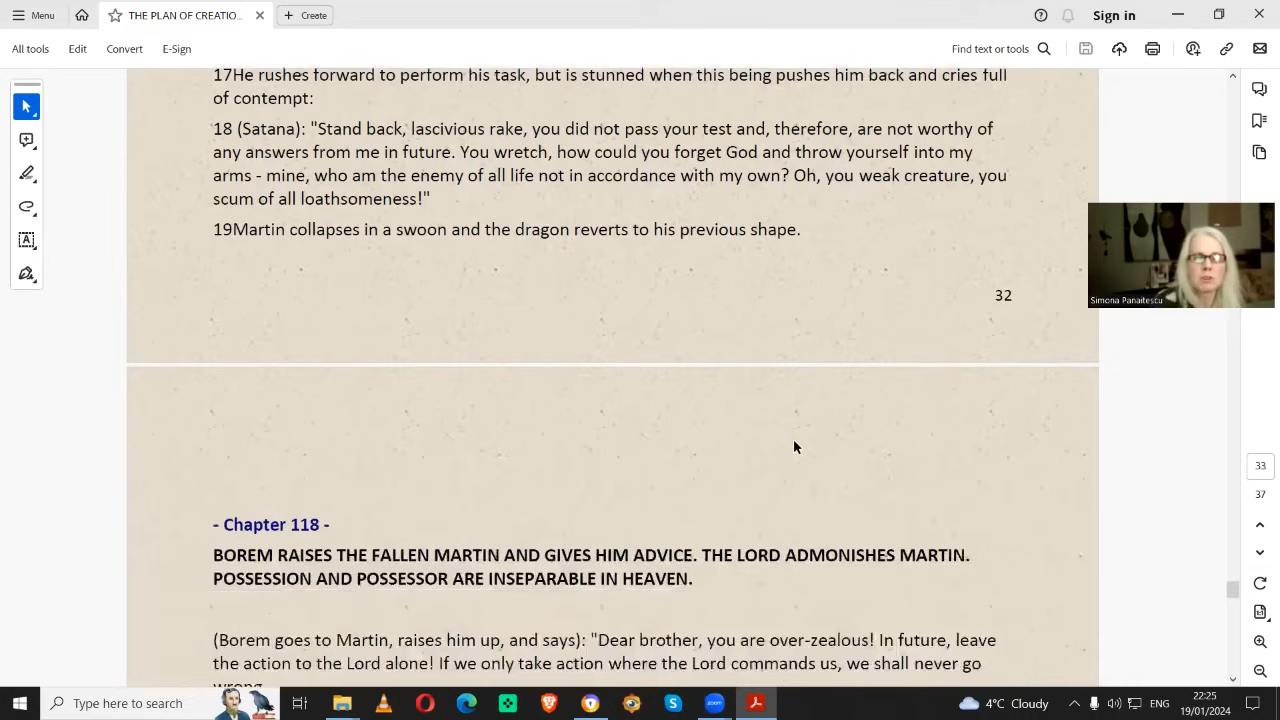 Menu
THE PLAN OF CREATIO...
Create
Sign in
All tools
Edit
Convert
E-Sign
Find text or tools
17He rushes forward to perform his task, but is stunned when this being pushes him back and cries full
of contempt:
18 (Satana): "Stand back, lascivious rake, you did not pass your test and, therefore, are not worthy of
any answers from me in future. You wretch, how could you forget God and throw yourself into my
arms - mine, who am the enemy of all life not in accordance with my own? Oh, you weak creature, you
scum of all loathsomeness!"
19Martin collapses in a swoon and the dragon reverts to his previous shape.
32
Simona Panaitescu
- Chapter 118 -
BOREM RAISES THE FALLEN MARTIN AND GIVES HIM ADVICE. THE LORD ADMONISHES MARTIN.
POSSESSION AND POSSESSOR ARE INSEPARABLE IN HEAVEN.
(Borem goes to Martin, raises him up, and says): "Dear brother, you are over-zealous! In future, leave
the action to the Lord alone! If we only take action where the Lord commands us, we shall never go
wrong
33
37
Type here to search
zoom
4°C Cloudy
ENG
22:25
19/01/2024